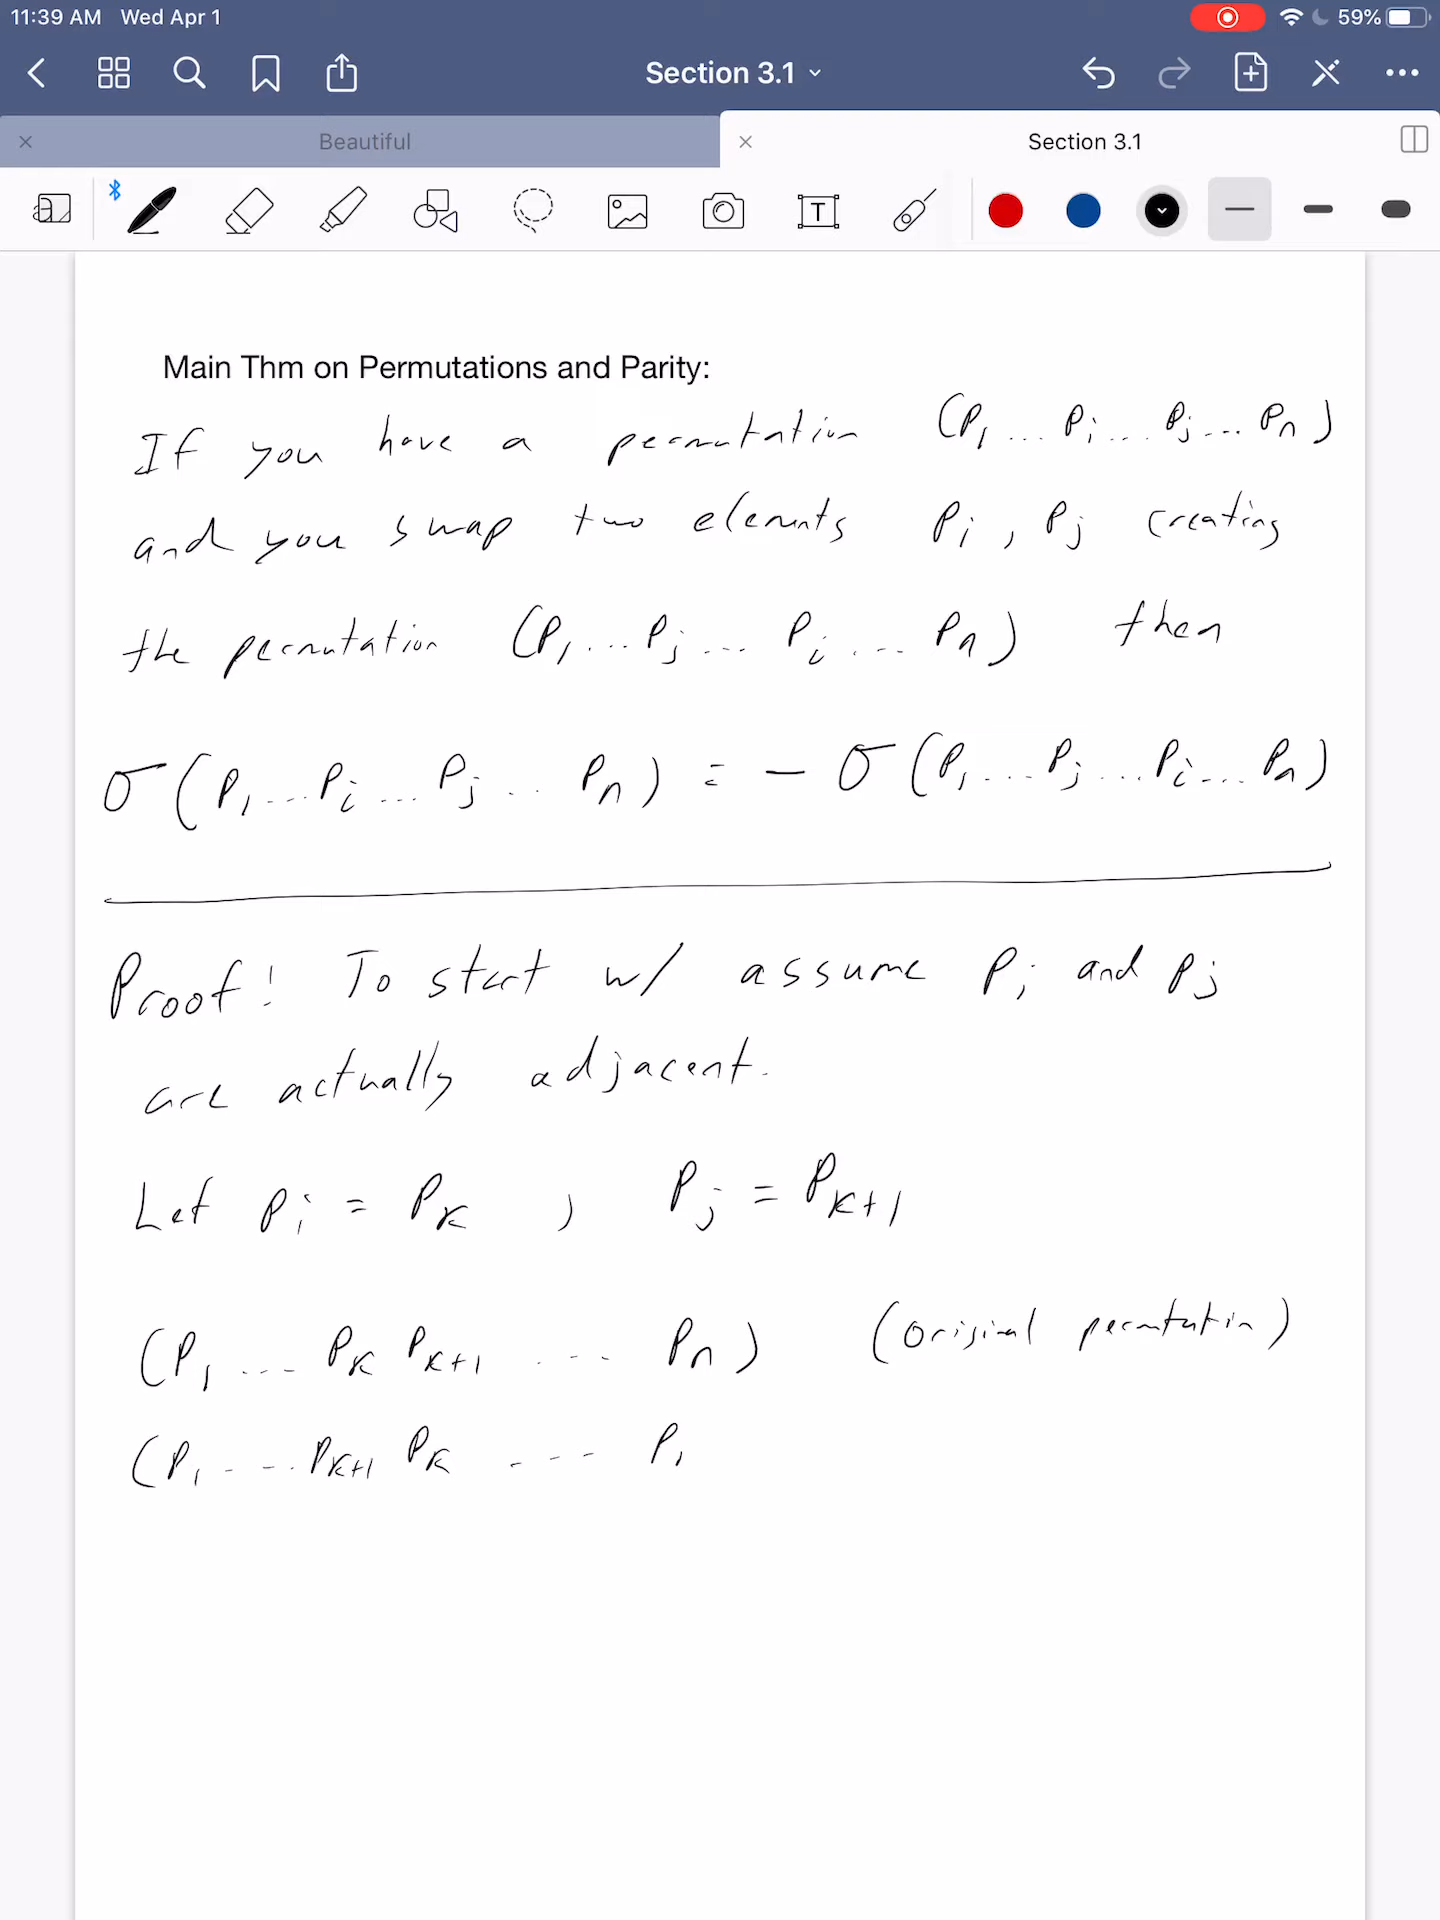 11:39 AM Wed Apr 1
59%
Section 3.1
Beautiful
Section 3.1
T
Main Thm on Permutations and Parity:
If you have a permutation (P₁ ... Pᵢ ... Pⱼ ... Pₙ)
and you swap two elements Pᵢ , Pⱼ creating
the permutation (P₁ ... Pⱼ ... Pᵢ ... Pₙ) then
σ(P₁ ... Pᵢ ... Pⱼ ... Pₙ) = - σ(P₁ ... Pⱼ ... Pᵢ ... Pₙ)
Proof: To start w/ assume Pᵢ and Pⱼ
are actually adjacent.
Let Pᵢ = Pₖ , Pⱼ = Pₖ₊₁
(P₁ ... Pₖ Pₖ₊₁ ... Pₙ) (original permutation)
(P₁ ... Pₖ₊₁ Pₖ ... P